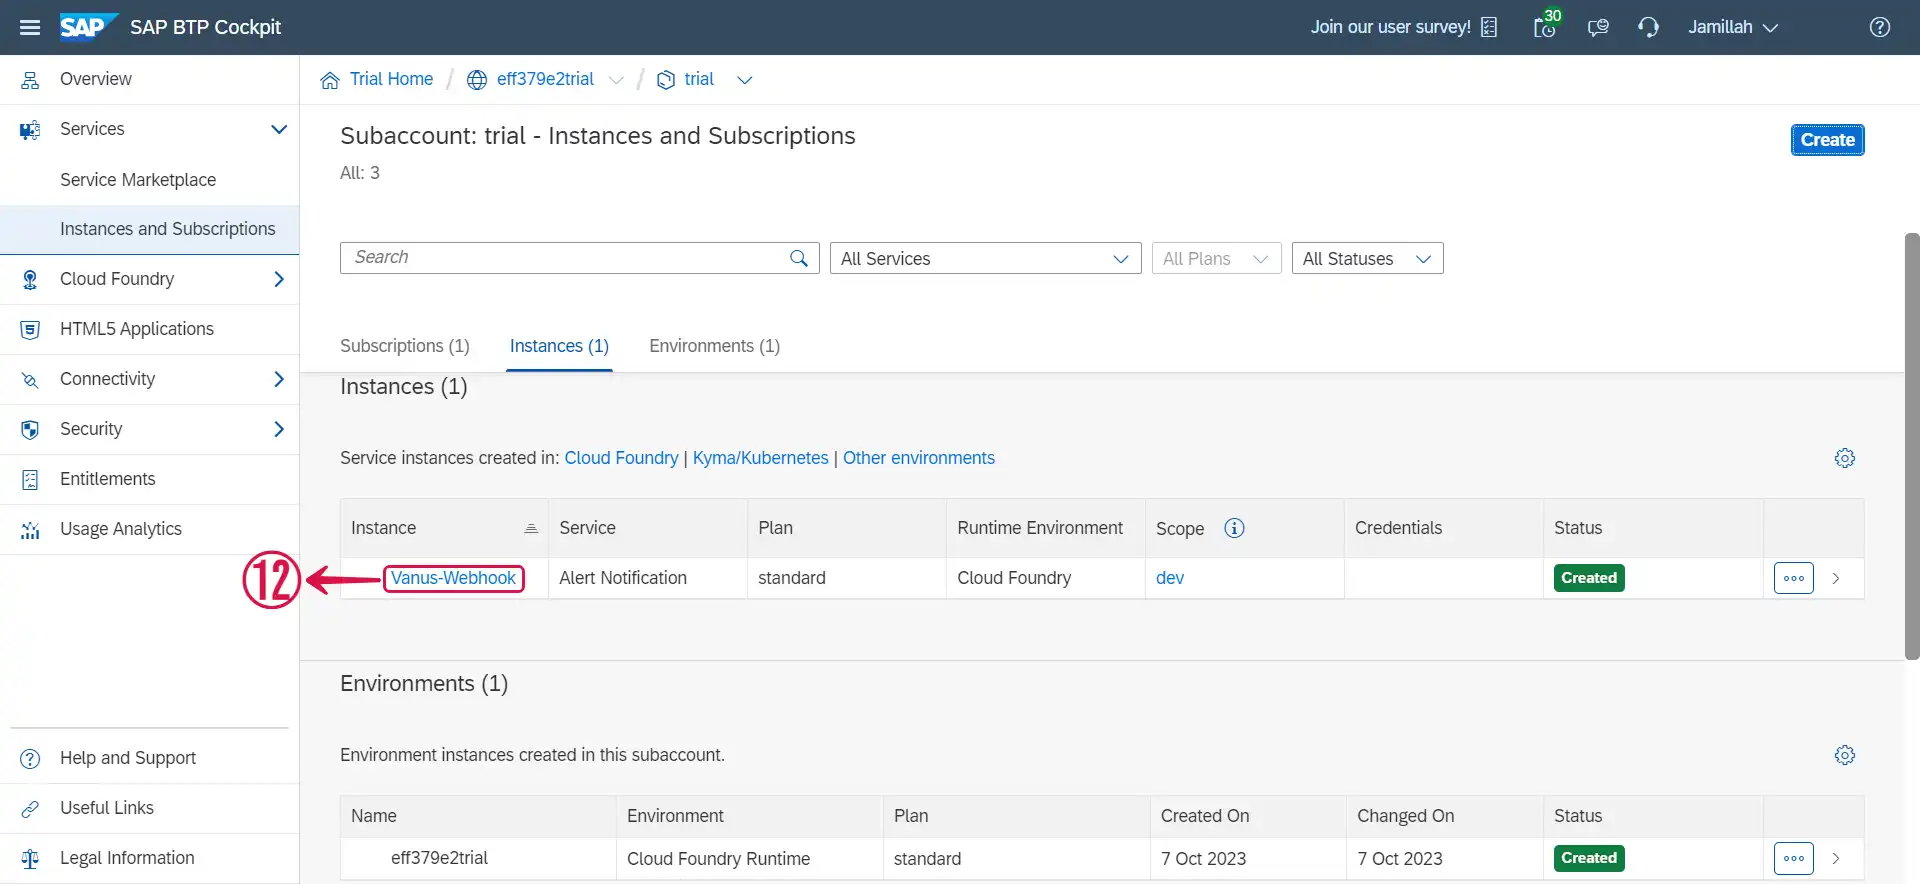 SAP SAP BTP Cockpit
Join our user survey! 30 Jamillah
Overview
Services
Service Marketplace
Instances and Subscriptions
Cloud Foundry
HTML5 Applications
Connectivity
Security
Entitlements
Usage Analytics
Help and Support
Useful Links
Legal Information
Trial Home / eff379e2trial / trial
Subaccount: trial - Instances and Subscriptions
Create
All: 3
Search All Services All Plans All Statuses
Subscriptions (1) Instances (1) Environments (1)
Instances (1)
Service instances created in: Cloud Foundry | Kyma/Kubernetes | Other environments
Instance Service Plan Runtime Environment Scope Credentials Status
12 Vanus-Webhook Alert Notification standard Cloud Foundry dev Created
Environments (1)
Environment instances created in this subaccount.
Name Environment Plan Created On Changed On Status
eff379e2trial Cloud Foundry Runtime standard 7 Oct 2023 7 Oct 2023 Created